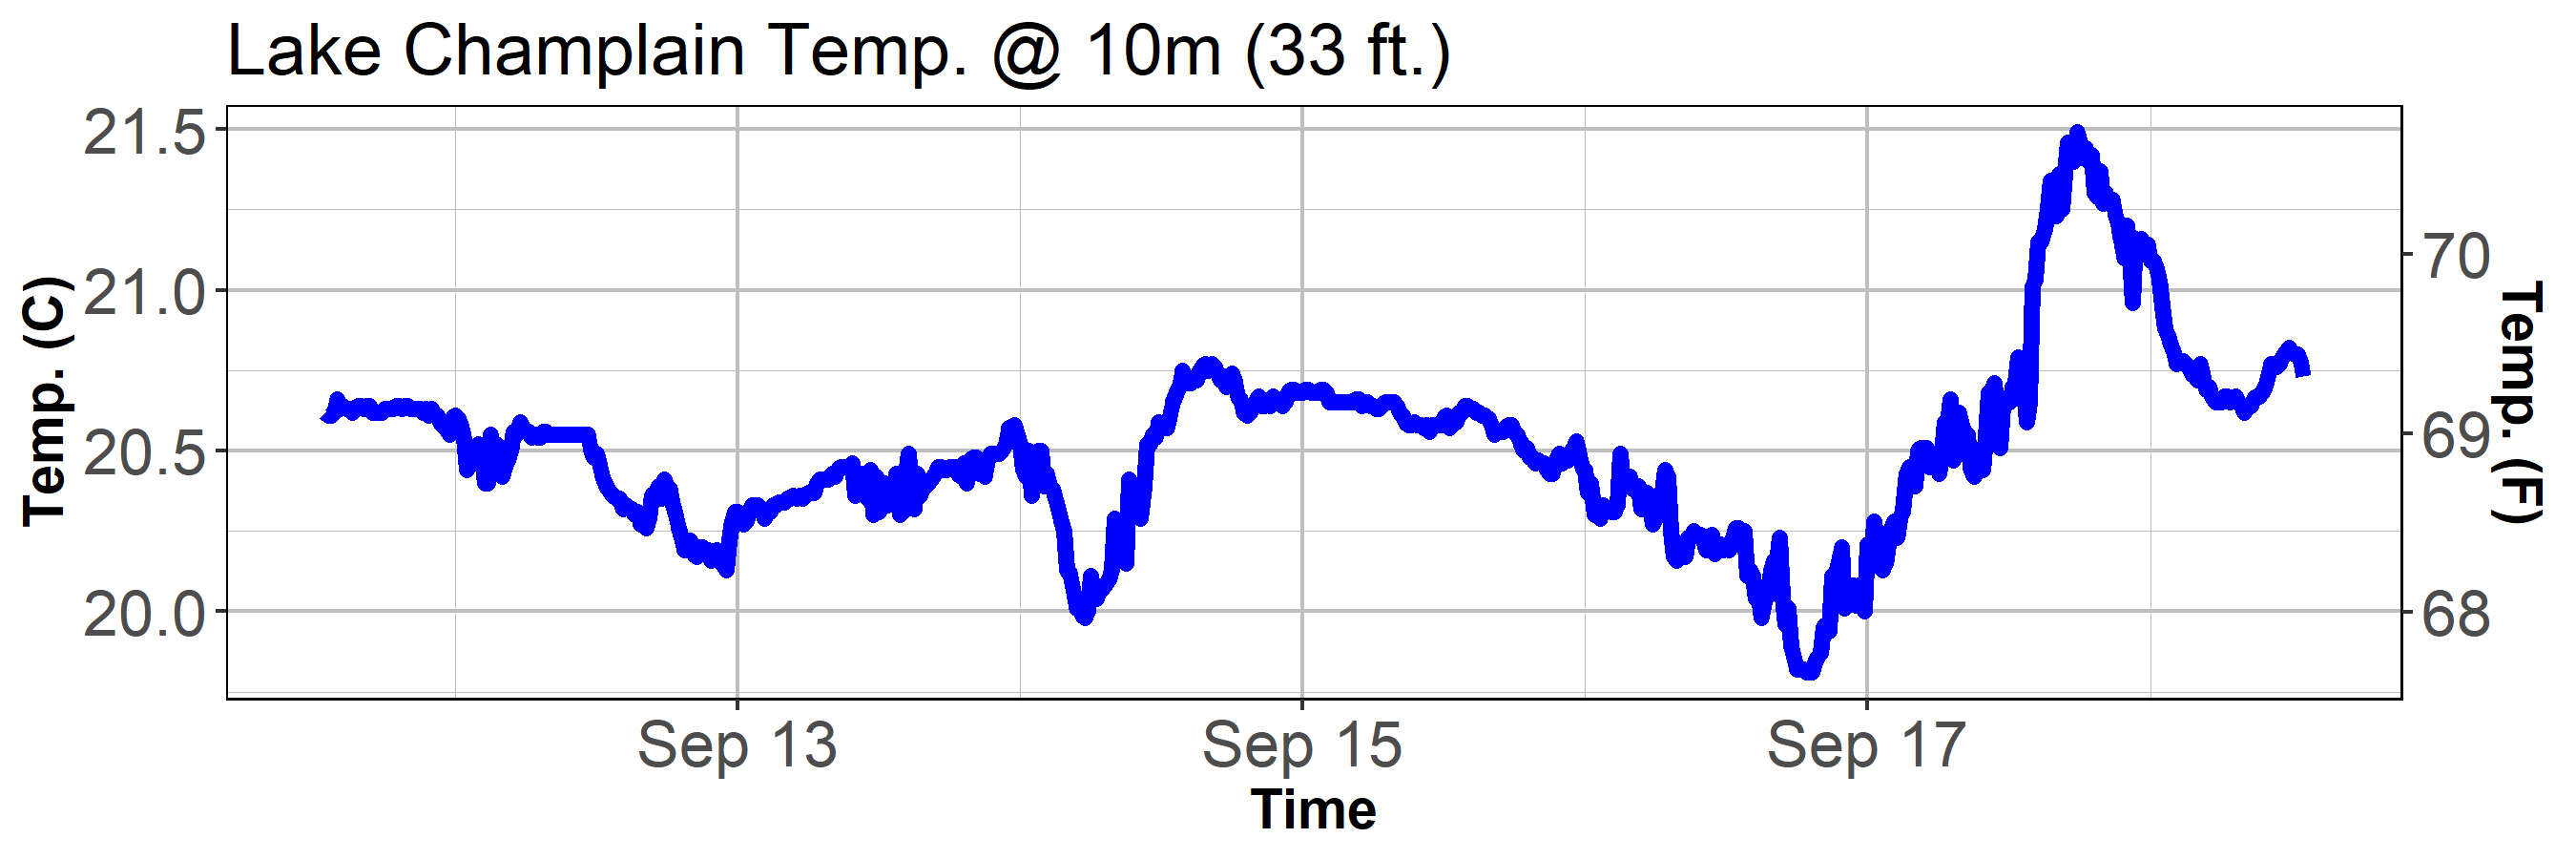 Lake Champlain Temp. @ 10m (33 ft.)
21.5
21.0
20.5
20.0
Temp. (C)
70
69
68
Temp. (F)
Sep 13 Sep 15 Sep 17
Time